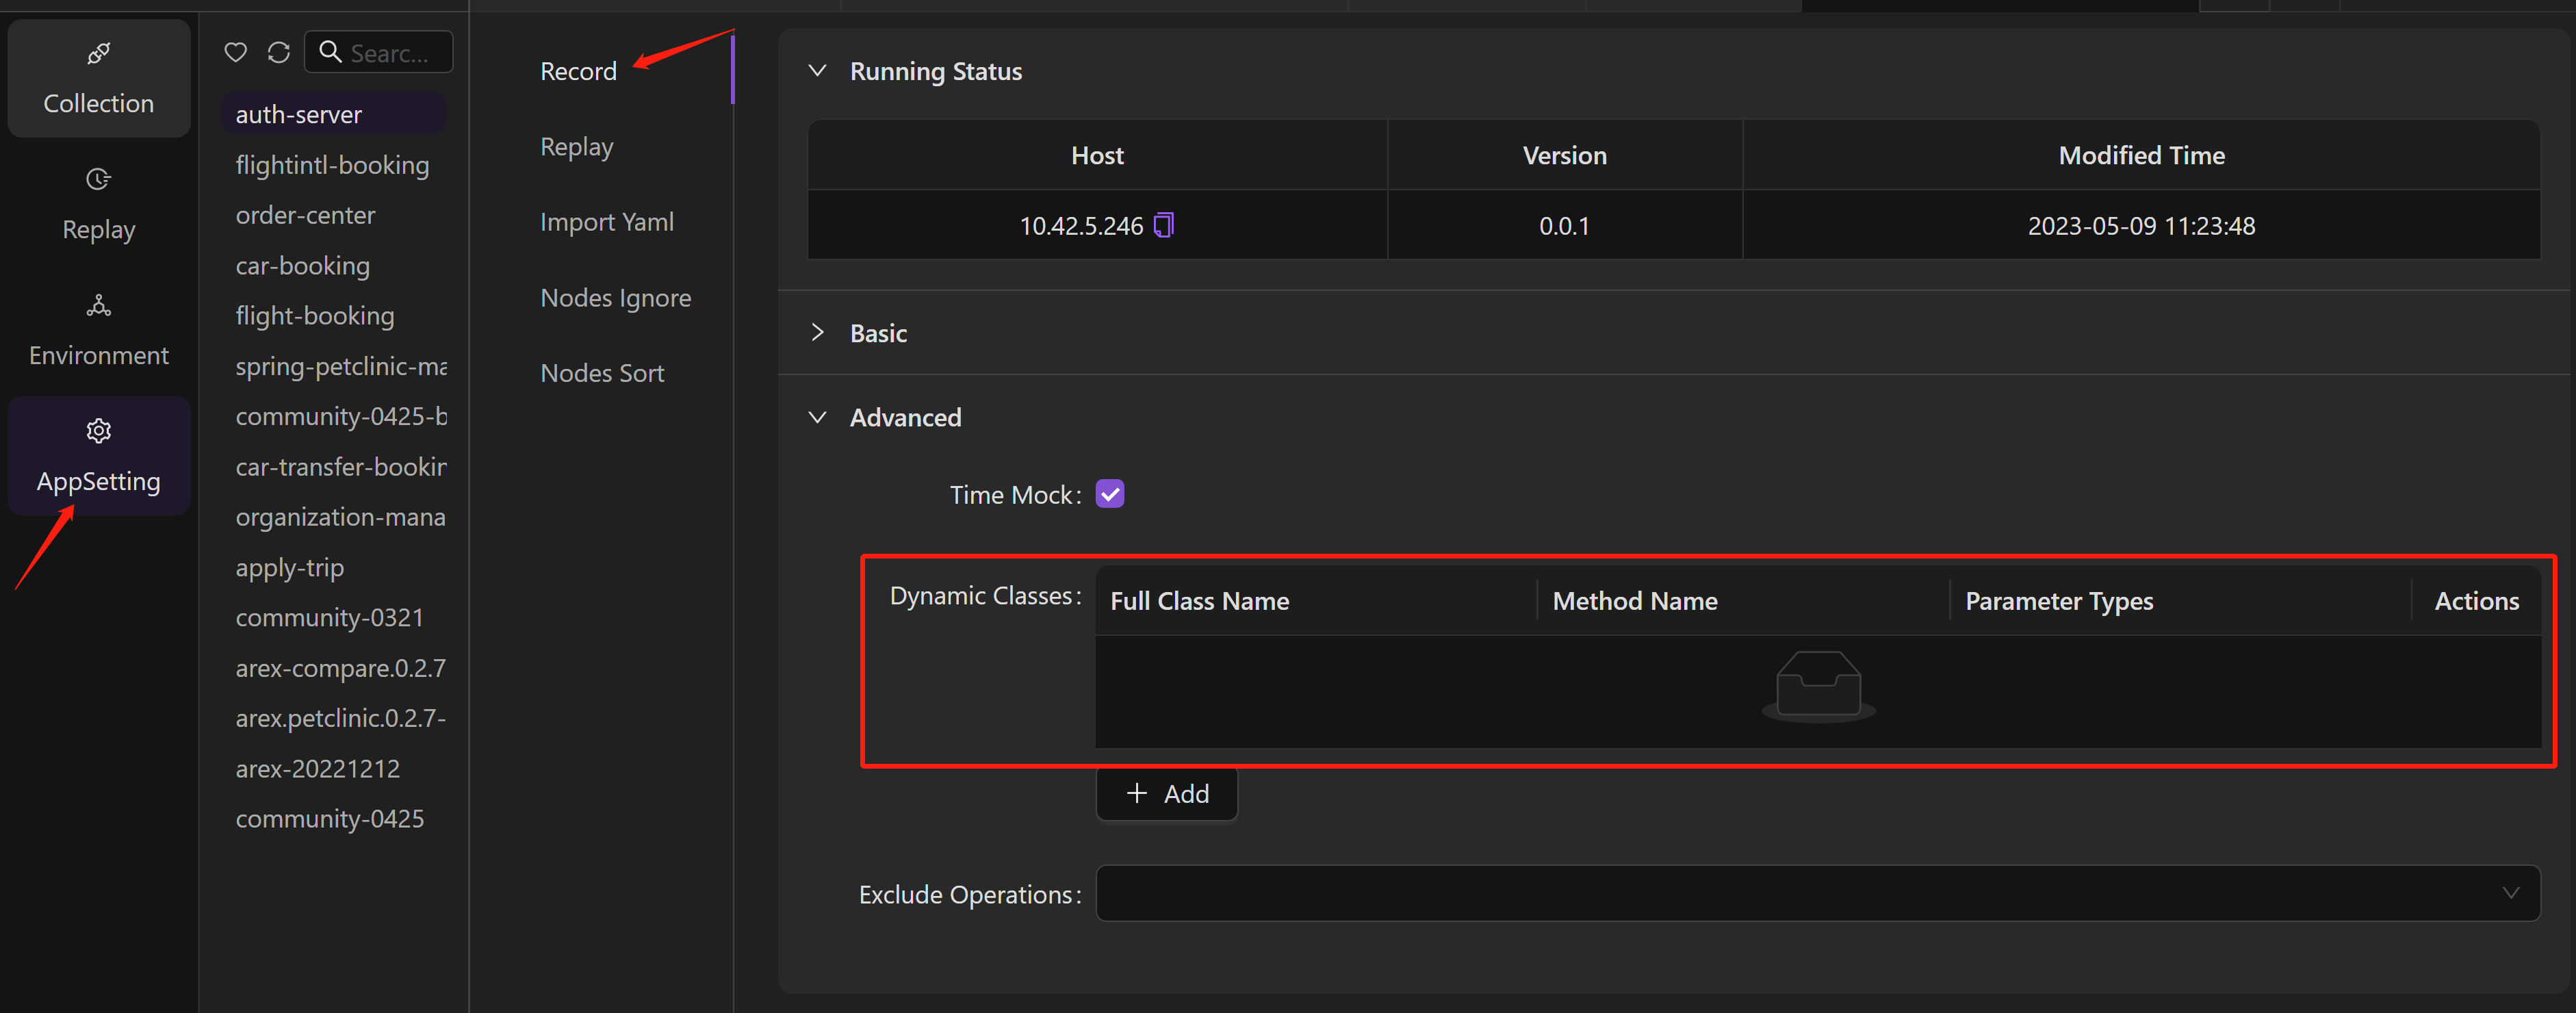 Collection
Replay
Environment
AppSetting
Searc...
auth-server
flightintl-booking
order-center
car-booking
flight-booking
spring-petclinic-ma
community-0425-b
car-transfer-bookin
organization-mana
apply-trip
community-0321
arex-compare.0.2.7
arex.petclinic.0.2.7-
arex-20221212
community-0425
Record
Replay
Import Yaml
Nodes Ignore
Nodes Sort
Running Status
Host Version Modified Time
10.42.5.246 0.0.1 2023-05-09 11:23:48
Basic
Advanced
Time Mock:
Dynamic Classes: Full Class Name Method Name Parameter Types Actions
+ Add
Exclude Operations: